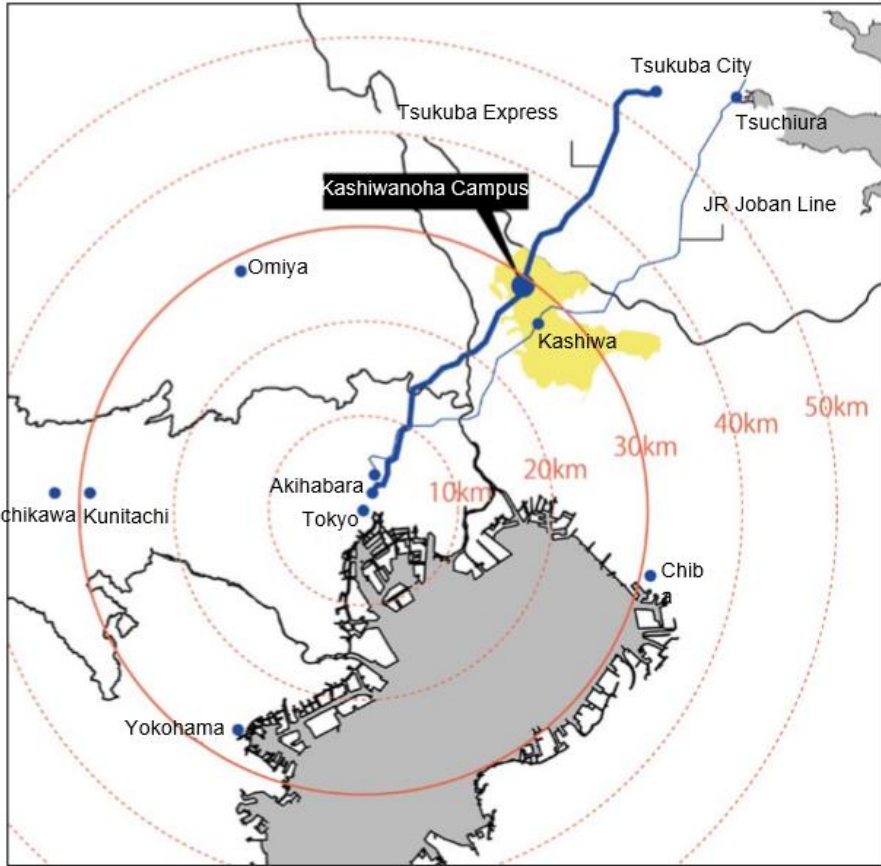 Tsukuba City
Tsukuba Express
Tsuchiura
Kashiwanoha Campus
JR Joban Line
Omiya
Kashiwa
50km
40km
30km
20km
10km
Akihabara
chikawa
Kunitachi
Tokyo
Chib
a
Yokohama